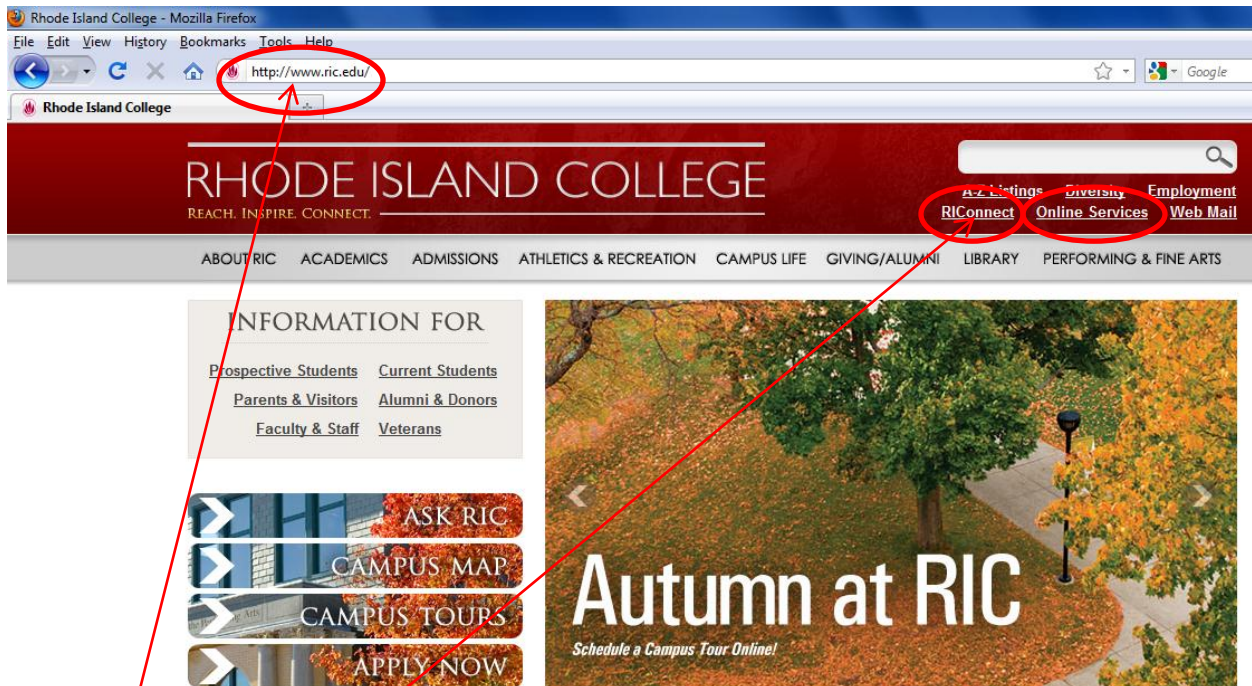 Rhode Island College - Mozilla Firefox
File Edit View History Bookmarks Tools Help
http://www.ric.edu/
Google
Rhode Island College
RHODE ISLAND COLLEGE
REACH. INSPIRE. CONNECT.
A-Z Listings Diversity Employment
RIConnect Online Services Web Mail
ABOUT RIC ACADEMICS ADMISSIONS ATHLETICS & RECREATION CAMPUS LIFE GIVING/ALUMNI LIBRARY PERFORMING & FINE ARTS
INFORMATION FOR
Prospective Students Current Students
Parents & Visitors Alumni & Donors
Faculty & Staff Veterans
ASK RIC
CAMPUS MAP
CAMPUS TOURS
APPLY NOW
Autumn at RIC
Schedule a Campus Tour Online!